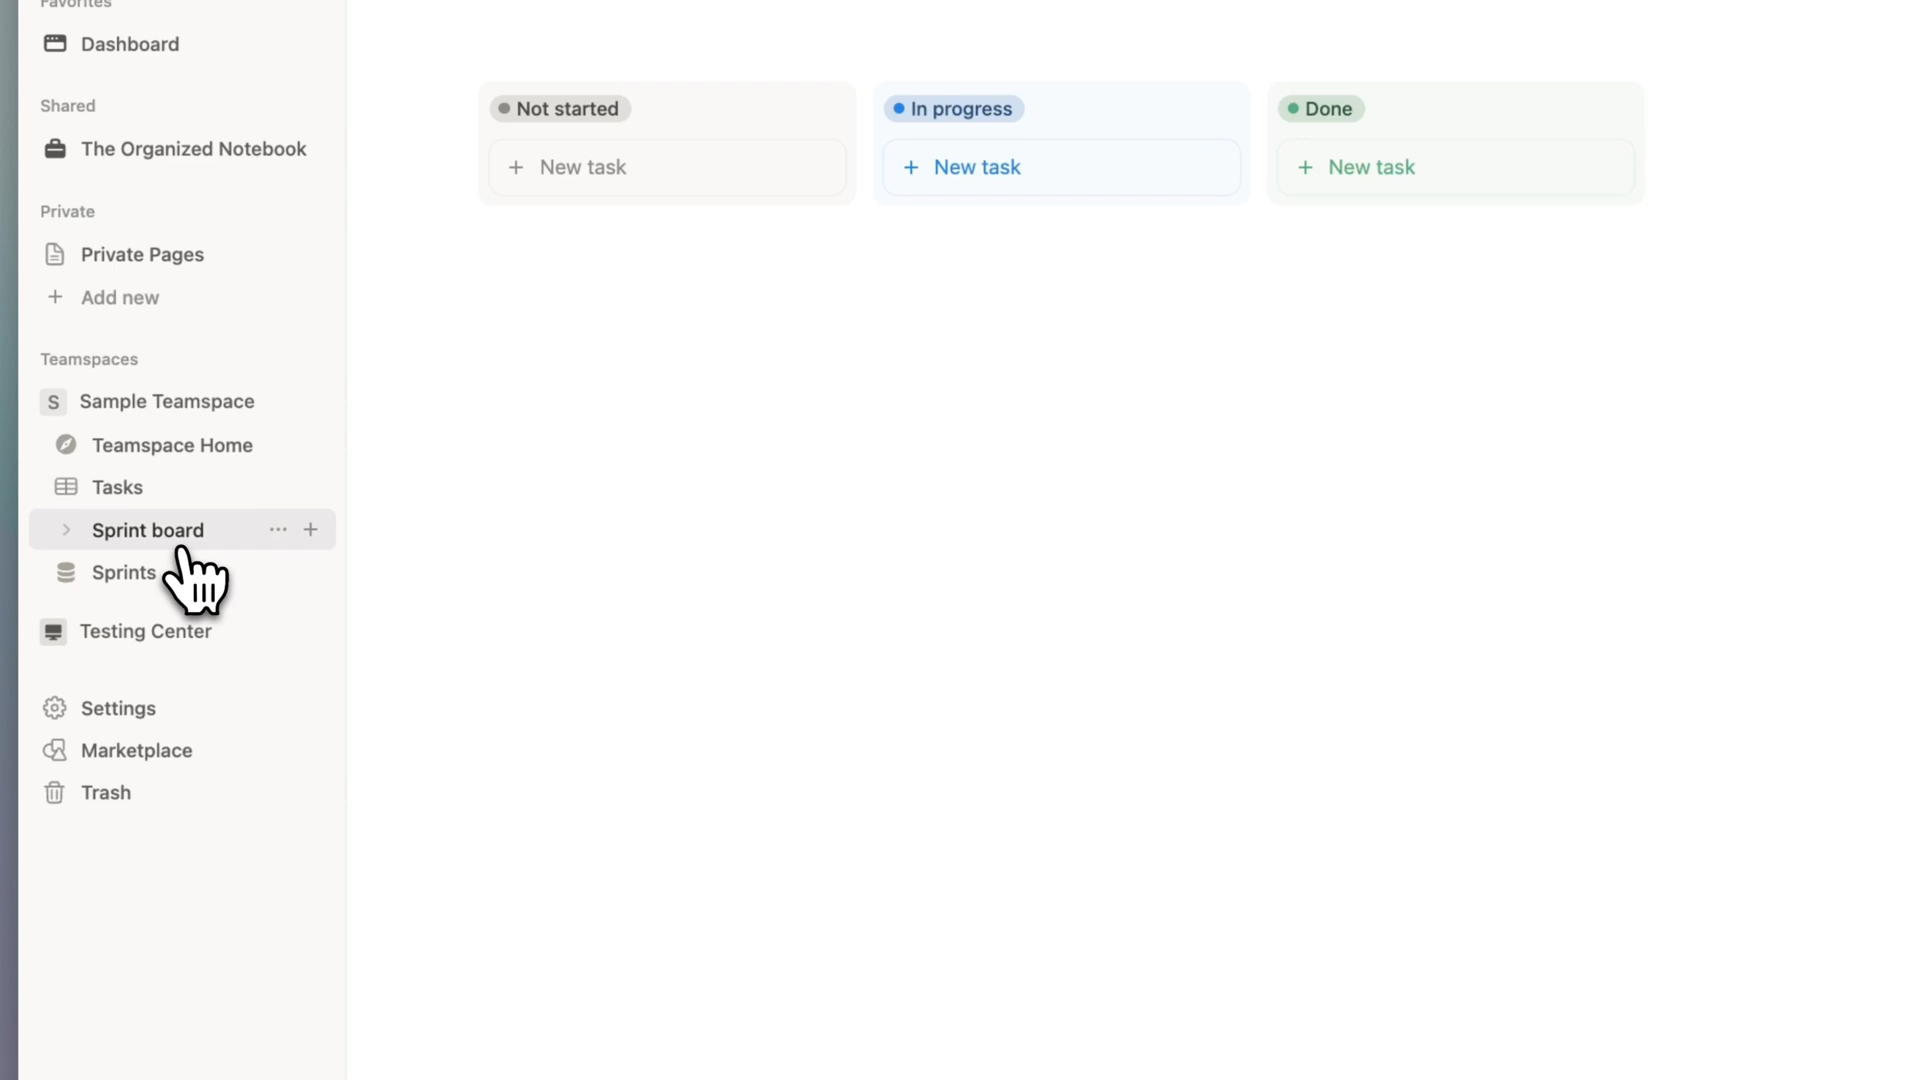 Favorites
Dashboard
Shared
The Organized Notebook
Private
Private Pages
+ Add new
Teamspaces
S Sample Teamspace
Teamspace Home
Tasks
Sprint board ... +
Sprints
Testing Center
Settings
Marketplace
Trash
Not started
+ New task
In progress
+ New task
Done
+ New task